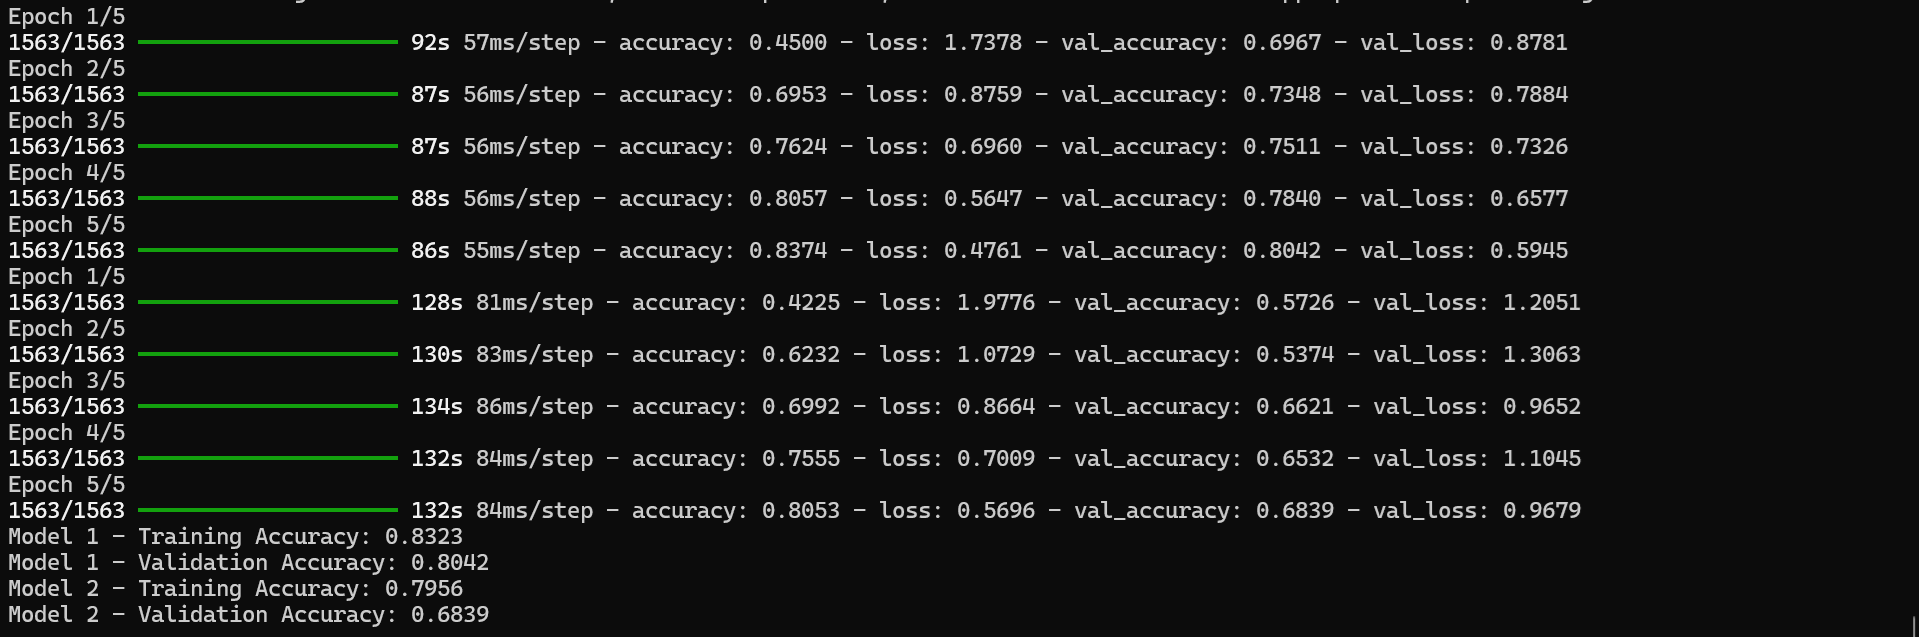 Epoch 1/5
1563/1563 92s 57ms/step - accuracy: 0.4500 - loss: 1.7378 - val_accuracy: 0.6967 - val_loss: 0.8781
Epoch 2/5
1563/1563 87s 56ms/step - accuracy: 0.6953 - loss: 0.8759 - val_accuracy: 0.7348 - val_loss: 0.7884
Epoch 3/5
1563/1563 87s 56ms/step - accuracy: 0.7624 - loss: 0.6960 - val_accuracy: 0.7511 - val_loss: 0.7326
Epoch 4/5
1563/1563 88s 56ms/step - accuracy: 0.8057 - loss: 0.5647 - val_accuracy: 0.7840 - val_loss: 0.6577
Epoch 5/5
1563/1563 86s 55ms/step - accuracy: 0.8374 - loss: 0.4761 - val_accuracy: 0.8042 - val_loss: 0.5945
Epoch 1/5
1563/1563 128s 81ms/step - accuracy: 0.4225 - loss: 1.9776 - val_accuracy: 0.5726 - val_loss: 1.2051
Epoch 2/5
1563/1563 130s 83ms/step - accuracy: 0.6232 - loss: 1.0729 - val_accuracy: 0.5374 - val_loss: 1.3063
Epoch 3/5
1563/1563 134s 86ms/step - accuracy: 0.6992 - loss: 0.8664 - val_accuracy: 0.6621 - val_loss: 0.9652
Epoch 4/5
1563/1563 132s 84ms/step - accuracy: 0.7555 - loss: 0.7009 - val_accuracy: 0.6532 - val_loss: 1.1045
Epoch 5/5
1563/1563 132s 84ms/step - accuracy: 0.8053 - loss: 0.5696 - val_accuracy: 0.6839 - val_loss: 0.9679
Model 1 - Training Accuracy: 0.8323
Model 1 - Validation Accuracy: 0.8042
Model 2 - Training Accuracy: 0.7956
Model 2 - Validation Accuracy: 0.6839